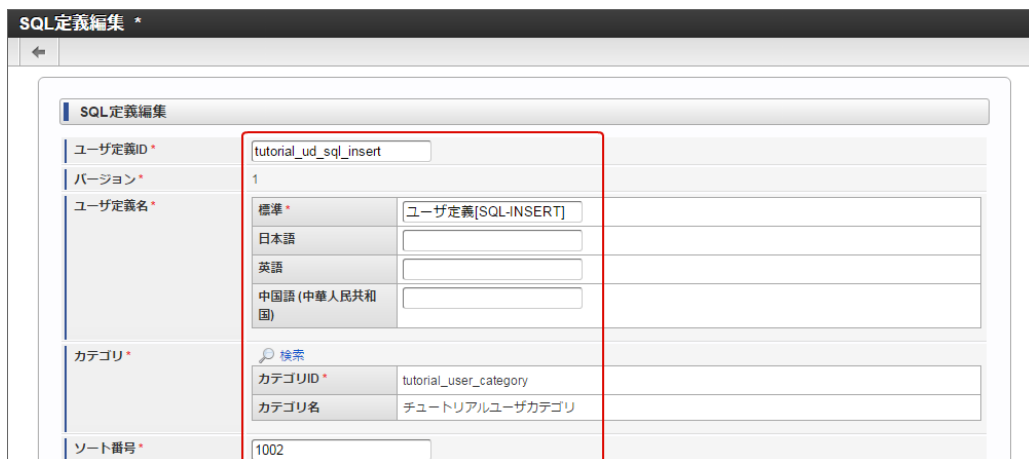 SQL定義編集 *
SQL定義編集
ユーザ定義ID *
tutorial_ud_sql_insert
バージョン *
1
ユーザ定義名 *
標準 *
ユーザ定義[SQL-INSERT]
日本語
英語
中国語 (中華人民共和
国)
カテゴリ *
検索
カテゴリID *
tutorial_user_category
カテゴリ名
チュートリアルユーザカテゴリ
ソート番号 *
1002